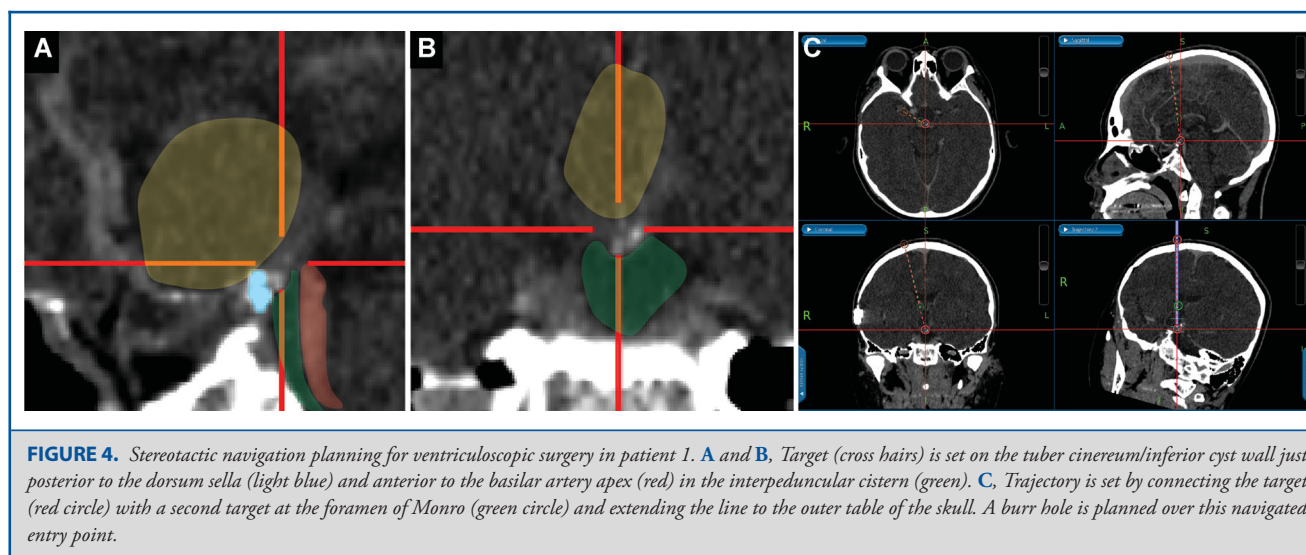 A
B
C
A
R
L
S
Sagittal
A
P
Coronal
S
R
L
Trajectory 2
S
R
FIGURE 4. Stereotactic navigation planning for ventriculoscopic surgery in patient 1. A and B, Target (cross hairs) is set on the tuber cinereum/inferior cyst wall just
posterior to the dorsum sella (light blue) and anterior to the basilar artery apex (red) in the interpeduncular cistern (green). C, Trajectory is set by connecting the target
(red circle) with a second target at the foramen of Monro (green circle) and extending the line to the outer table of the skull. A burr hole is planned over this navigated
entry point.